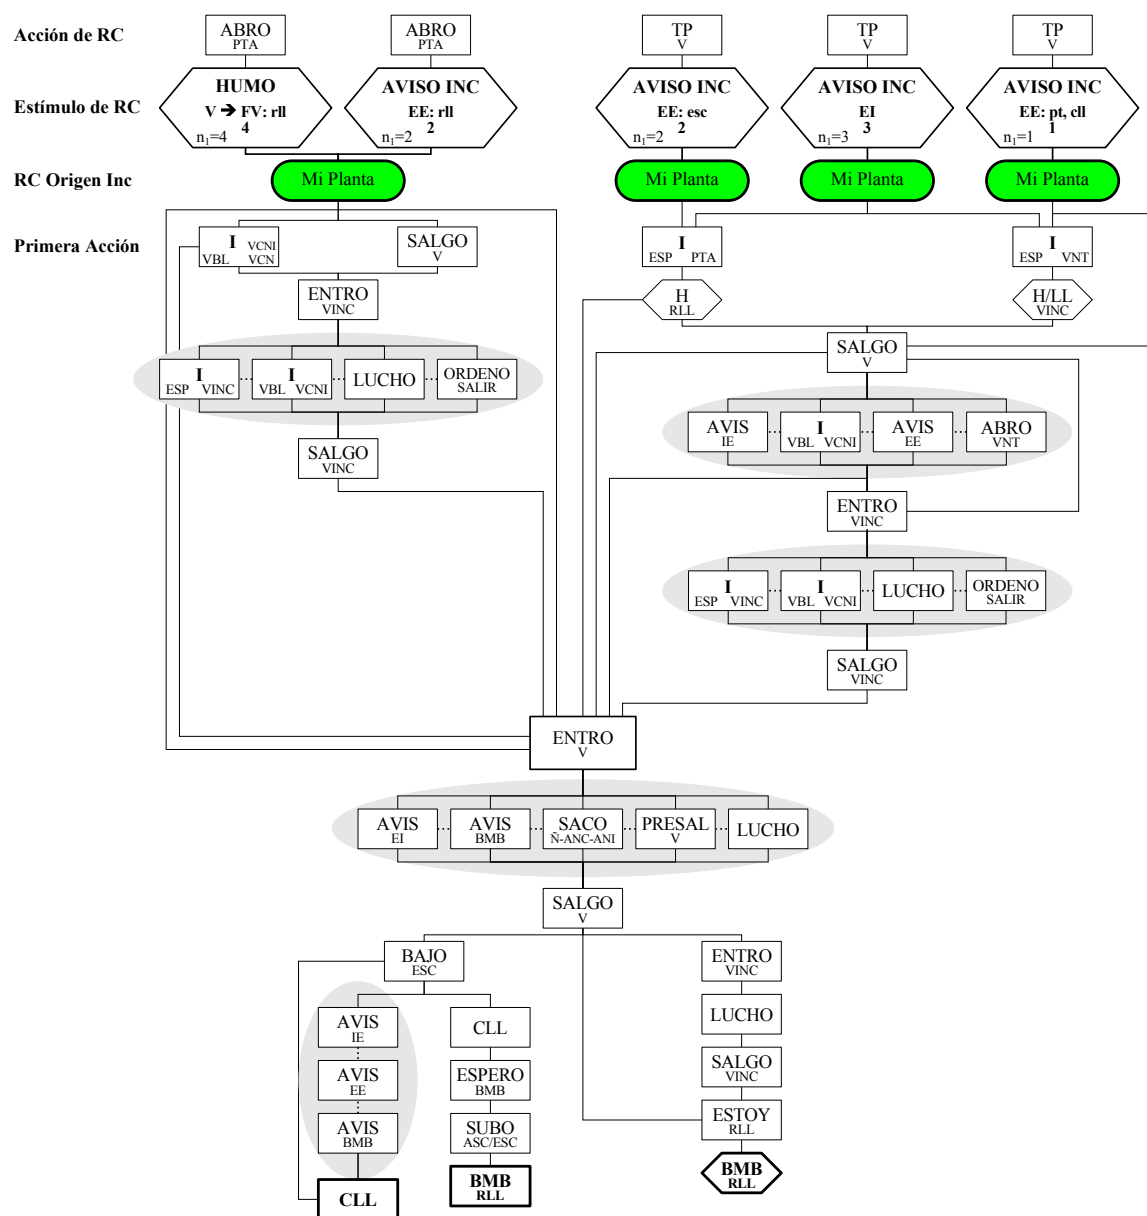 Acción de RC
ABRO
PTA
ABRO
PTA
TP
V
TP
V
TP
V
Estímulo de RC
HUMO
V ➔ FV: rll
4
n₁=4
AVISO INC
EE: rll
2
n₁=2
AVISO INC
EE: esc
2
n₁=2
AVISO INC
EI
3
n₁=3
AVISO INC
EE: pt, cll
1
n₁=1
RC Origen Inc
Mi Planta
Mi Planta
Mi Planta
Mi Planta
Primera Acción
I
VBL
VCNI
VCN
SALGO
V
I
ESP PTA
I
ESP VNT
ENTRO
VINC
H
RLL
H/LL
VINC
SALGO
V
I
ESP VINC
I
VBL VCNI
LUCHO
ORDENO
SALIR
AVIS
IE
I
VBL VCNI
AVIS
EE
ABRO
VNT
SALGO
VINC
ENTRO
VINC
I
ESP VINC
I
VBL VCNI
LUCHO
ORDENO
SALIR
SALGO
VINC
ENTRO
V
AVIS
EI
AVIS
BMB
SACO
Ñ-ANC-ANI
PRESAL
V
LUCHO
SALGO
V
BAJO
ESC
ENTRO
VINC
AVIS
IE
CLL
LUCHO
AVIS
EE
ESPERO
BMB
SALGO
VINC
AVIS
BMB
SUBO
ASC/ESC
ESTOY
RLL
CLL
BMB
RLL
BMB
RLL